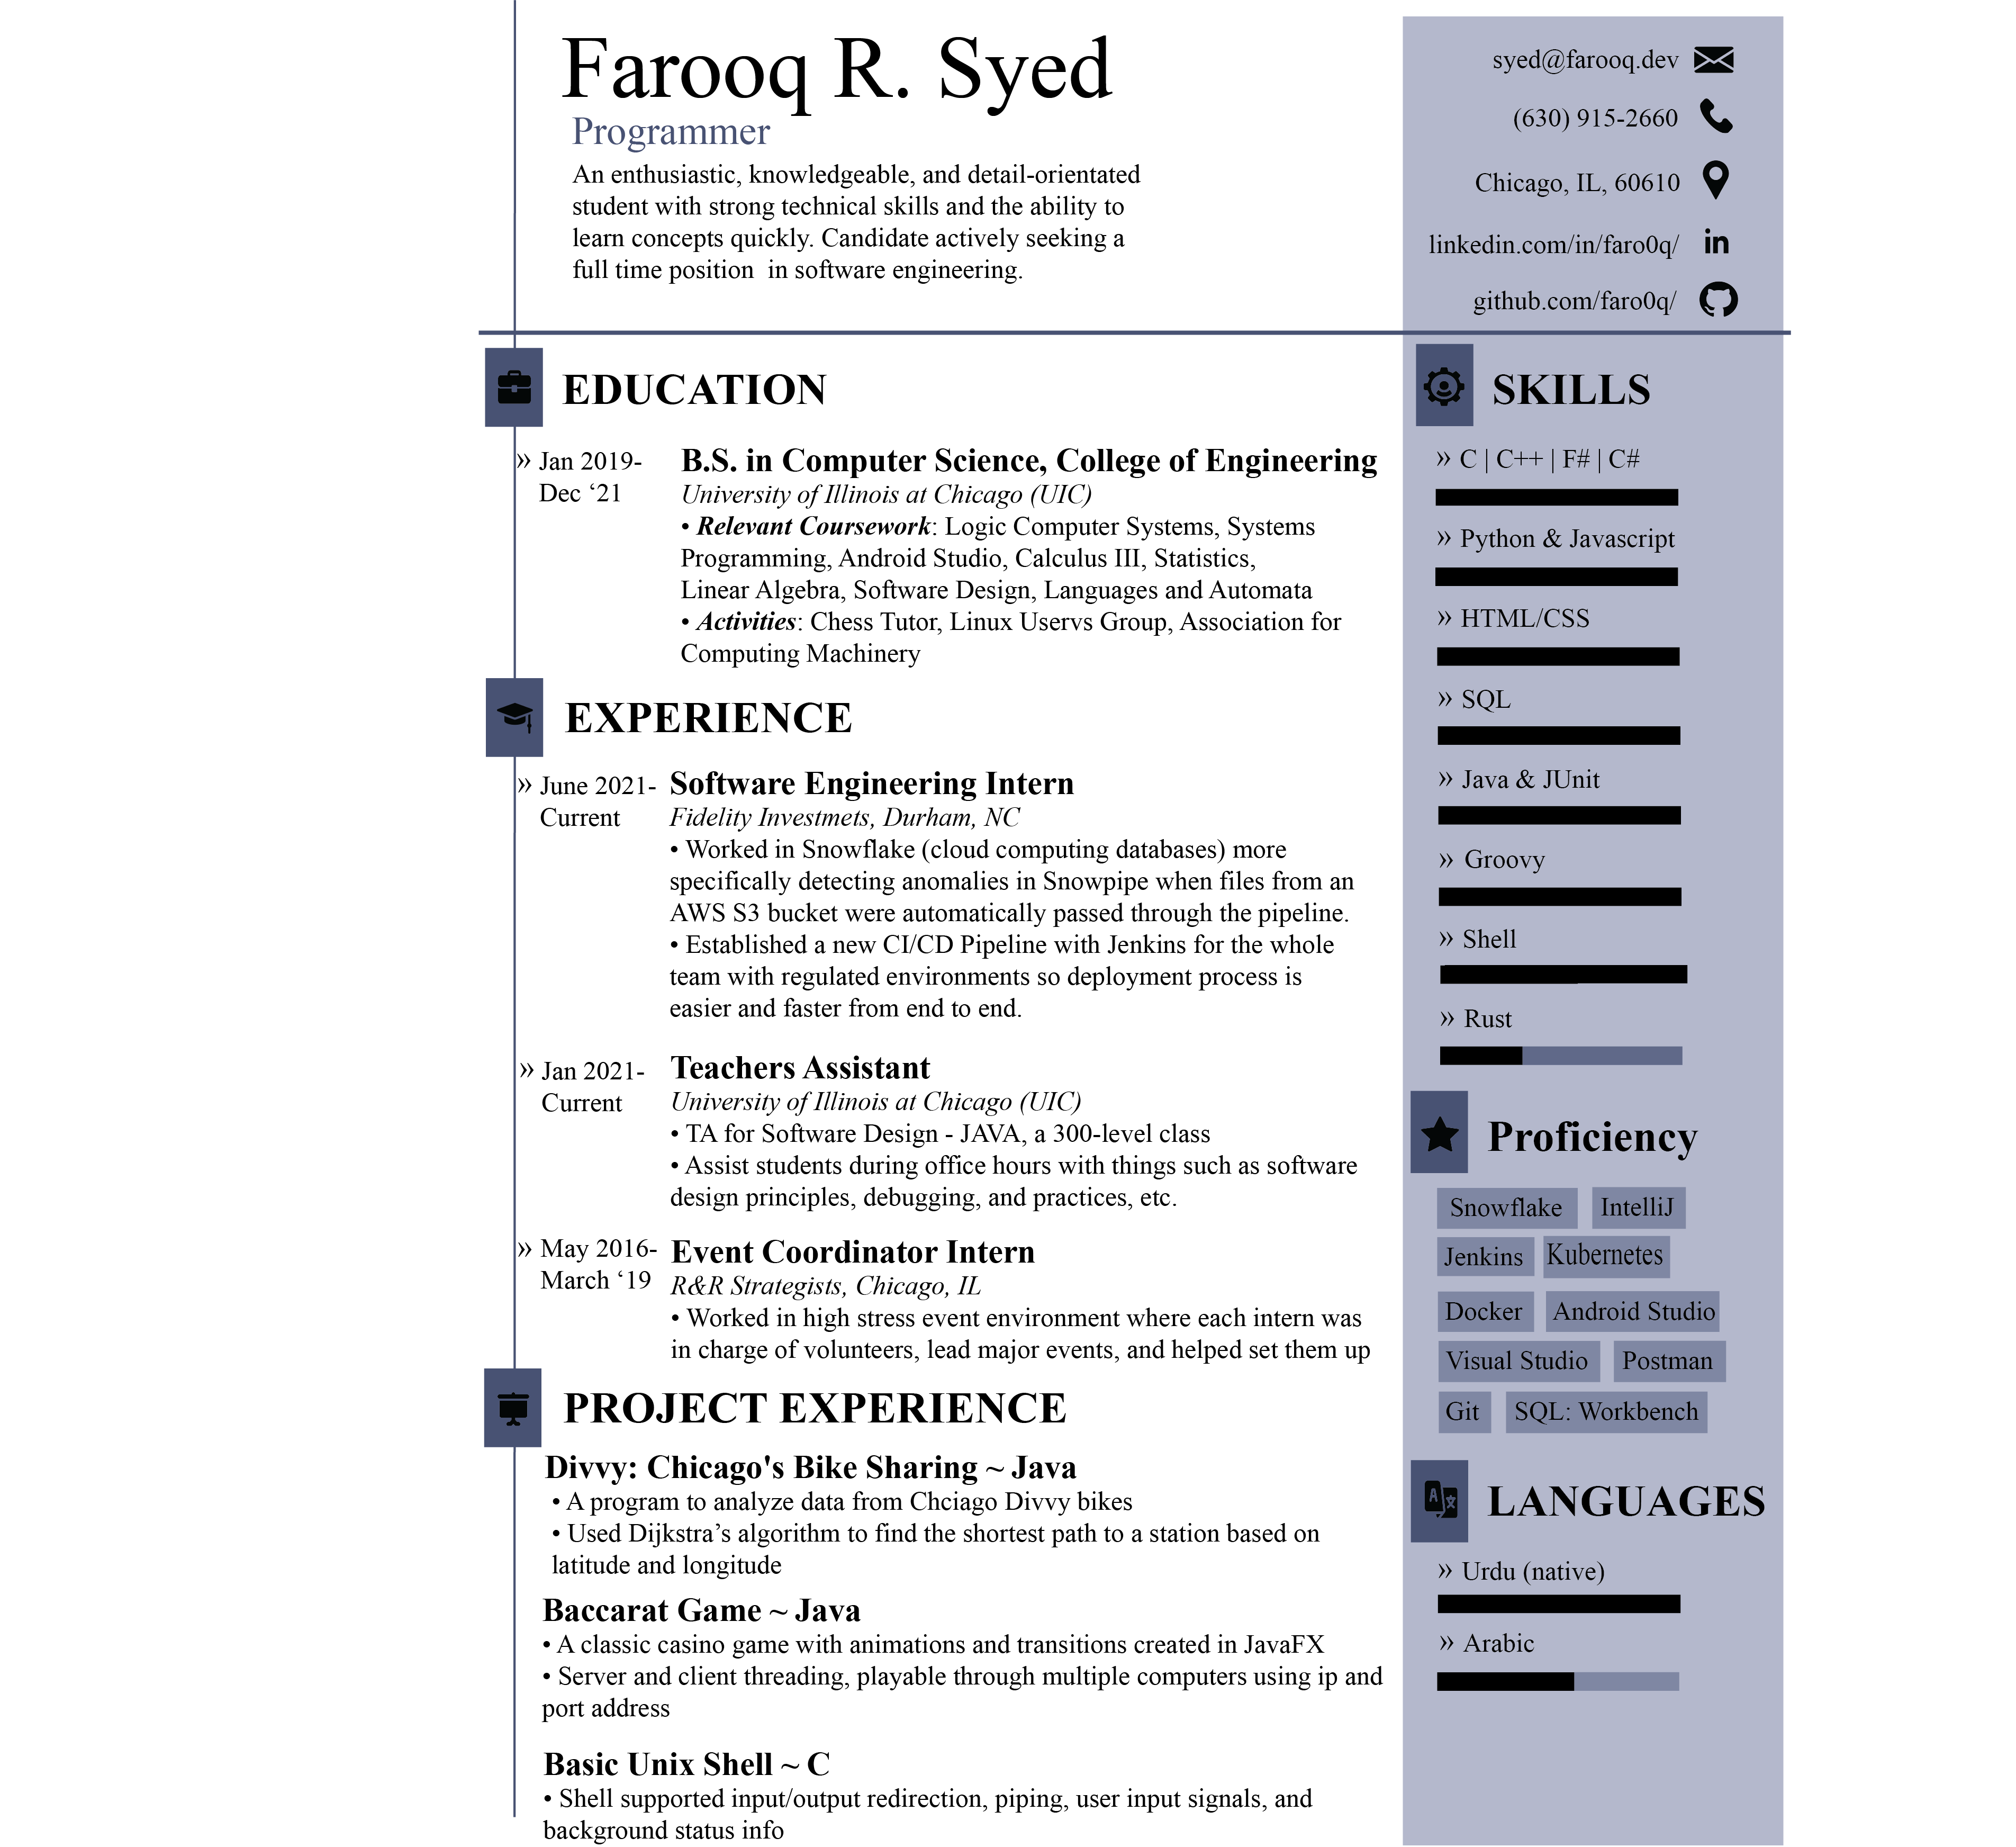 Farooq R. Syed
Programmer
An enthusiastic, knowledgeable, and detail-orientated
student with strong technical skills and the ability to
learn concepts quickly. Candidate actively seeking a
full time position  in software engineering.
syed@farooq.dev
(630) 915-2660
Chicago, IL, 60610
linkedin.com/in/faro0q/
in
github.com/faro0q/
EDUCATION
» Jan 2019-
Dec ‘21
B.S. in Computer Science, College of Engineering
University of Illinois at Chicago (UIC)
• Relevant Coursework: Logic Computer Systems, Systems
Programming, Android Studio, Calculus III, Statistics,
Linear Algebra, Software Design, Languages and Automata
• Activities: Chess Tutor, Linux Uservs Group, Association for
Computing Machinery
EXPERIENCE
» June 2021-
Current
Software Engineering Intern
Fidelity Investmets, Durham, NC
• Worked in Snowflake (cloud computing databases) more
specifically detecting anomalies in Snowpipe when files from an
AWS S3 bucket were automatically passed through the pipeline.
• Established a new CI/CD Pipeline with Jenkins for the whole
team with regulated environments so deployment process is
easier and faster from end to end.
» Jan 2021-
Current
Teachers Assistant
University of Illinois at Chicago (UIC)
• TA for Software Design - JAVA, a 300-level class
• Assist students during office hours with things such as software
design principles, debugging, and practices, etc.
» May 2016-
March ‘19
Event Coordinator Intern
R&R Strategists, Chicago, IL
• Worked in high stress event environment where each intern was
in charge of volunteers, lead major events, and helped set them up
PROJECT EXPERIENCE
Divvy: Chicago's Bike Sharing ~ Java
• A program to analyze data from Chciago Divvy bikes
• Used Dijkstra’s algorithm to find the shortest path to a station based on
latitude and longitude
Baccarat Game ~ Java
• A classic casino game with animations and transitions created in JavaFX
• Server and client threading, playable through multiple computers using ip and
port address
Basic Unix Shell ~ C
• Shell supported input/output redirection, piping, user input signals, and
background status info
SKILLS
» C | C++ | F# | C#
» Python & Javascript
» HTML/CSS
» SQL
» Java & JUnit
» Groovy
» Shell
» Rust
Proficiency
Snowflake IntelliJ
Jenkins Kubernetes
Docker Android Studio
Visual Studio Postman
Git SQL: Workbench
LANGUAGES
» Urdu (native)
» Arabic